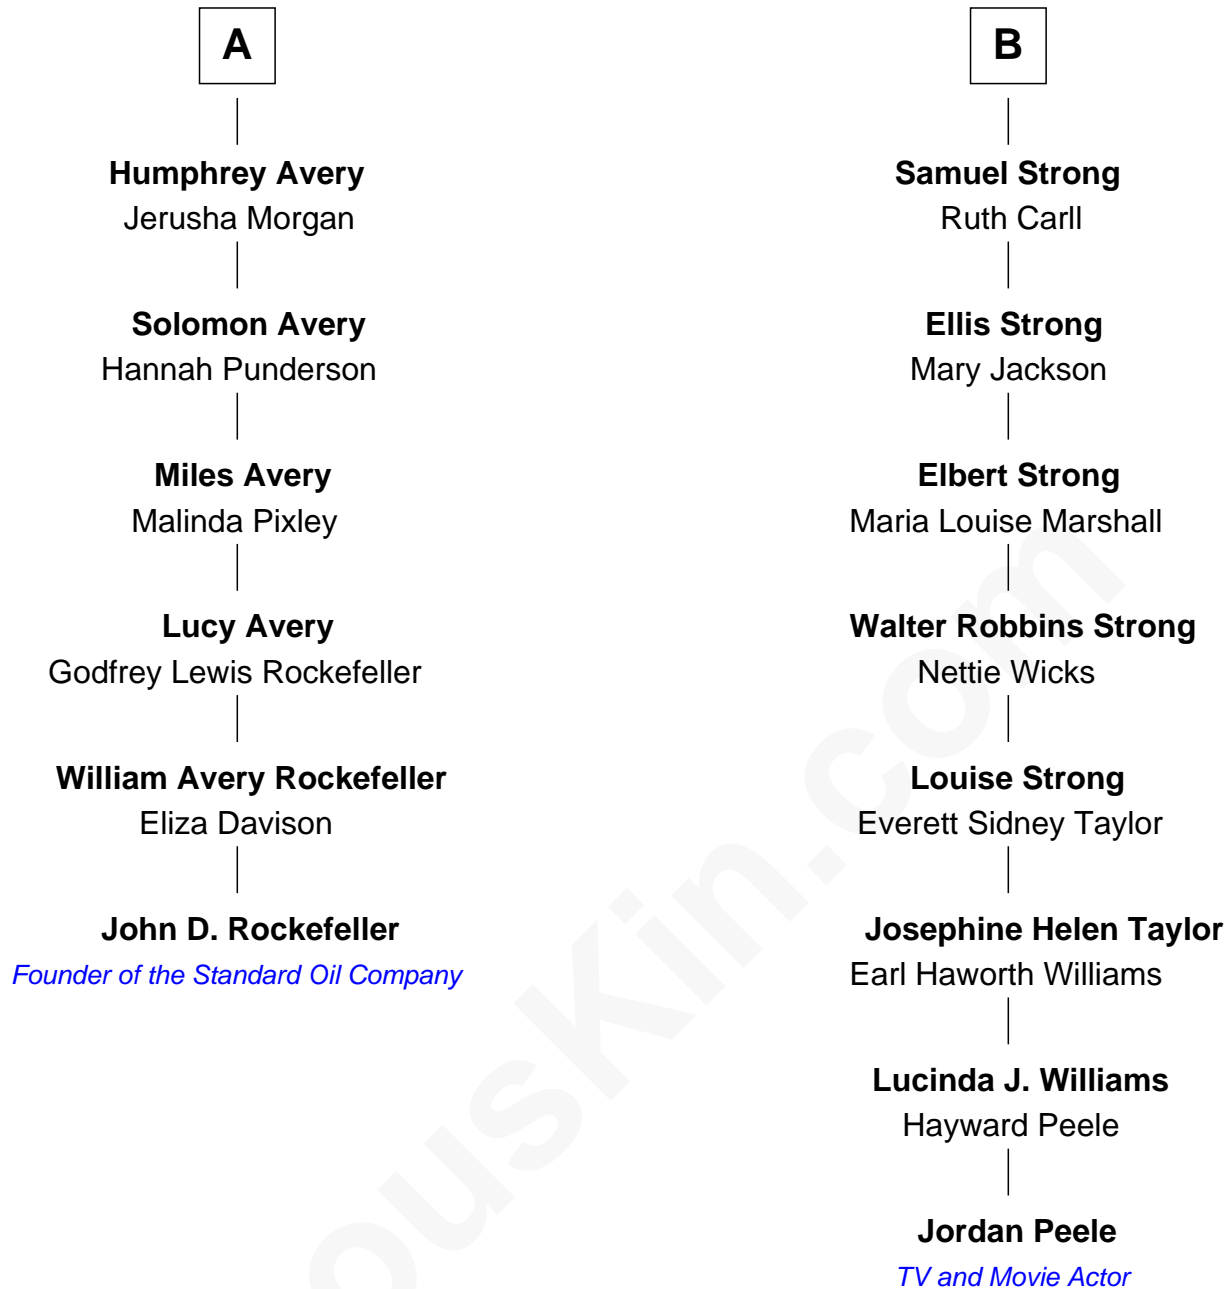 A
Humphrey Avery
Jerusha Morgan
Solomon Avery
Hannah Punderson
Miles Avery
Malinda Pixley
Lucy Avery
Godfrey Lewis Rockefeller
William Avery Rockefeller
Eliza Davison
John D. Rockefeller
Founder of the Standard Oil Company
B
Samuel Strong
Ruth Carll
Ellis Strong
Mary Jackson
Elbert Strong
Maria Louise Marshall
Walter Robbins Strong
Nettie Wicks
Louise Strong
Everett Sidney Taylor
Josephine Helen Taylor
Earl Haworth Williams
Lucinda J. Williams
Hayward Peele
Jordan Peele
TV and Movie Actor
ousKin.com